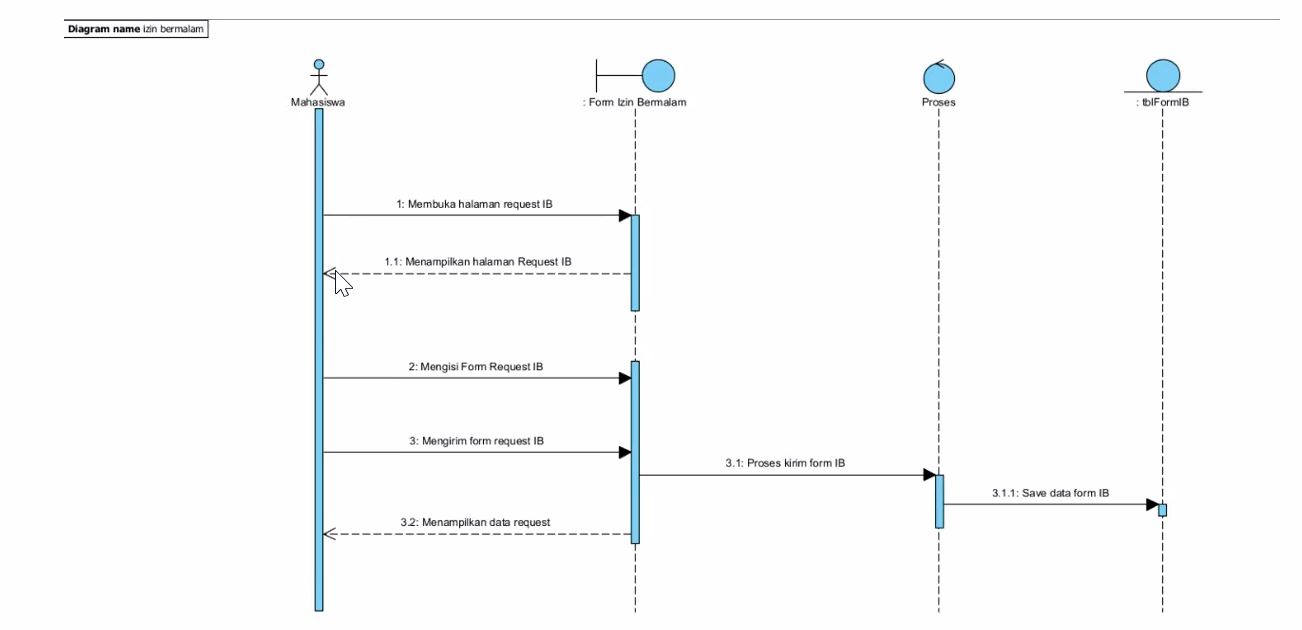 Diagram name izin bermalam
Mahasiswa
: Form Izin Bermalam
Proses
: tblFormIB
1: Membuka halaman request IB
1.1: Menampilkan halaman Request IB
2: Mengisi Form Request IB
3: Mengirim form request IB
3.1: Proses kirim form IB
3.1.1: Save data form IB
3.2: Menampilkan data request